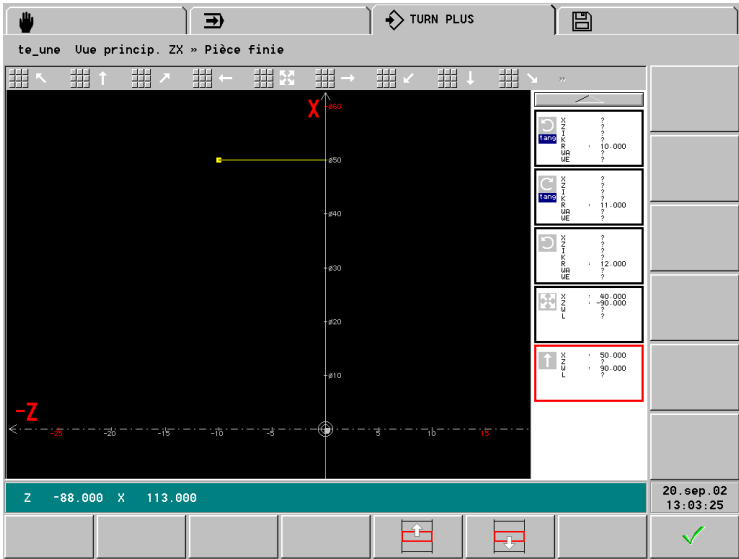 TURN PLUS
te_une Vue princip. ZX » Pièce finie
»
X
ø60
ø50
ø40
ø30
ø20
ø10
-Z
-25 -20 -15 -10 -5 5 10 15
tang
X ?
Z ?
I ?
K ?
R 10.000
WA ?
WE ?
tang
X ?
Z ?
I ?
K ?
R 11.000
WA ?
WE ?
X ?
Z ?
I ?
K ?
R 12.000
WA ?
WE ?
X 40.000
Z -90.000
W ?
L ?
X 50.000
Z ?
W 90.000
L ?
Z -88.000 X 113.000
20.sep.02
13:03:25